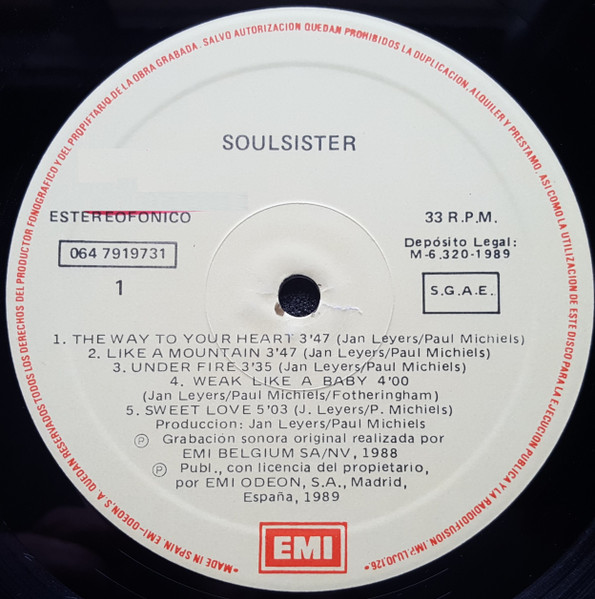 TODOS LOS DERECHOS DEL PRODUCTOR FONOGRAFICO Y DEL PROPIETARIO DE LA OBRA GRABADA. SALVO AUTORIZACION QUEDAN PROHIBIDOS LA DUPLICACION, ALQUILER Y PRESTAMO, ASI COMO LA UTILIZACION DE ESTE DISCO PARA LA EJECUCION PUBLICA Y LA RADIODIFUSION. IMP. LUJO,126•
•MADE IN SPAIN. EMI-ODEON, S.A. QUEDAN RESERVADOS
SOULSISTER
ESTEREOFONICO
33 R.P.M.
064 7919731
Depósito Legal:
M-6.320-1989
1
S.G.A.E.
1. THE WAY TO YOUR HEART 3'47 (Jan Leyers/Paul Michiels)
2. LIKE A MOUNTAIN 3'47 (Jan Leyers/Paul Michiels)
3. UNDER FIRE 3'35 (Jan Leyers/Paul Michiels)
4. WEAK LIKE A BABY 4'00
(Jan Leyers/Paul Michiels/Fotheringham)
5. SWEET LOVE 5'03 (J. Leyers/P. Michiels)
Produccion: Jan Leyers/Paul Michiels
Ⓟ Grabación sonora original realizada por
EMI BELGIUM SA/NV, 1988
Ⓟ Publ., con licencia del propietario,
por EMI ODEON, S.A., Madrid,
España, 1989
EMI